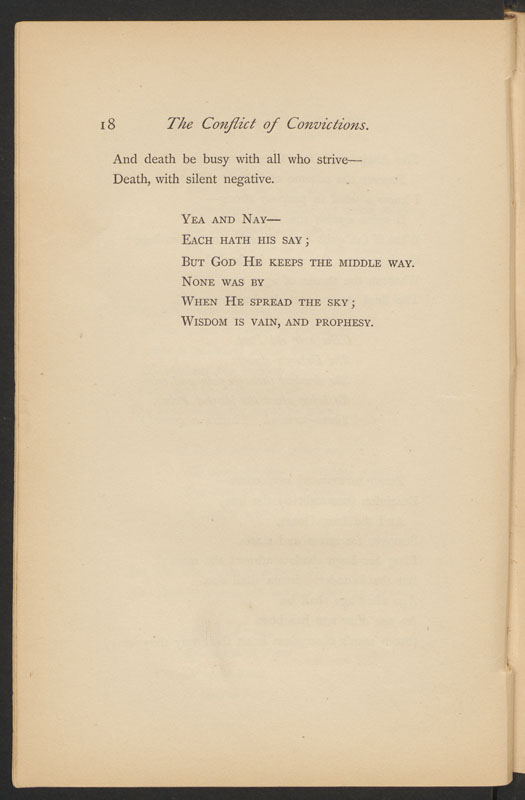 18 The Conflict of Convictions.
And death be busy with all who strive—
Death, with silent negative.
YEA AND NAY—
EACH HATH HIS SAY;
BUT GOD HE KEEPS THE MIDDLE WAY.
NONE WAS BY
WHEN HE SPREAD THE SKY;
WISDOM IS VAIN, AND PROPHESY.